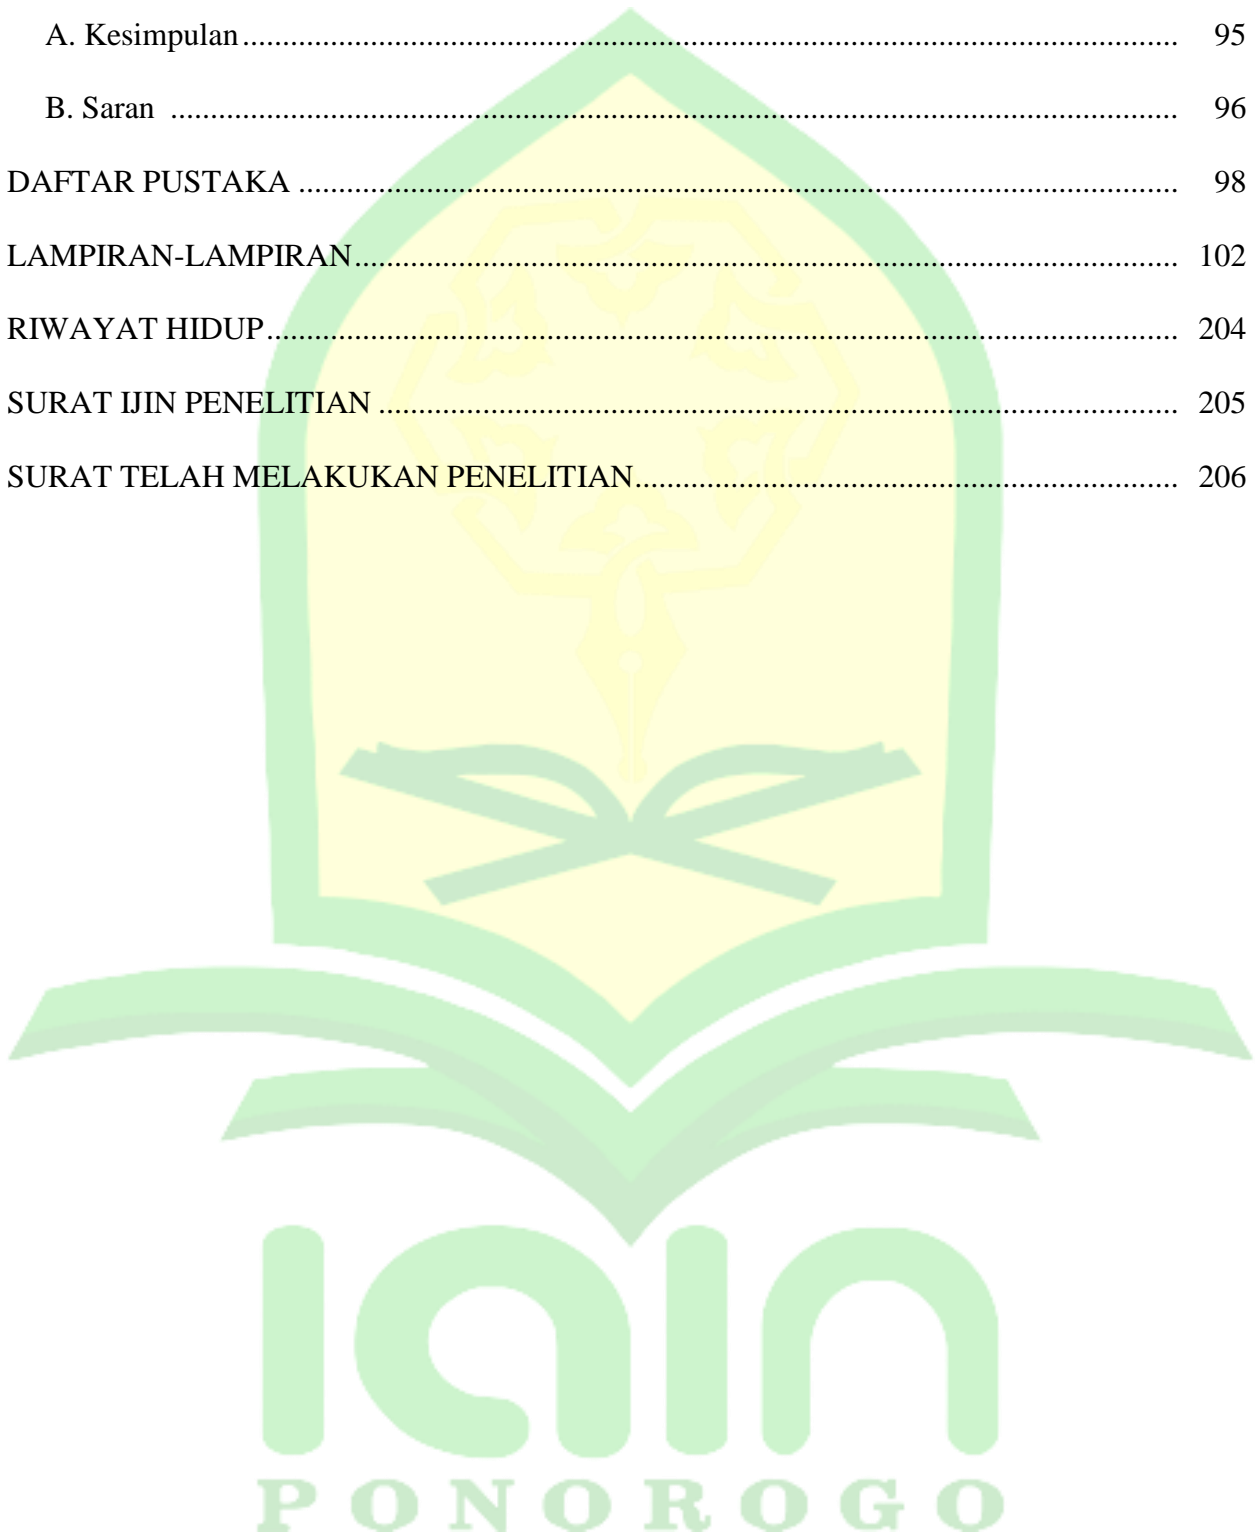 A. Kesimpulan........................................................................................................................ 95
B. Saran ................................................................................................................................ 96
DAFTAR PUSTAKA ............................................................................................................... 98
LAMPIRAN-LAMPIRAN........................................................................................................ 102
RIWAYAT HIDUP.................................................................................................................... 204
SURAT IJIN PENELITIAN ..................................................................................................... 205
SURAT TELAH MELAKUKAN PENELITIAN..................................................................... 206
iain
PONOROGO